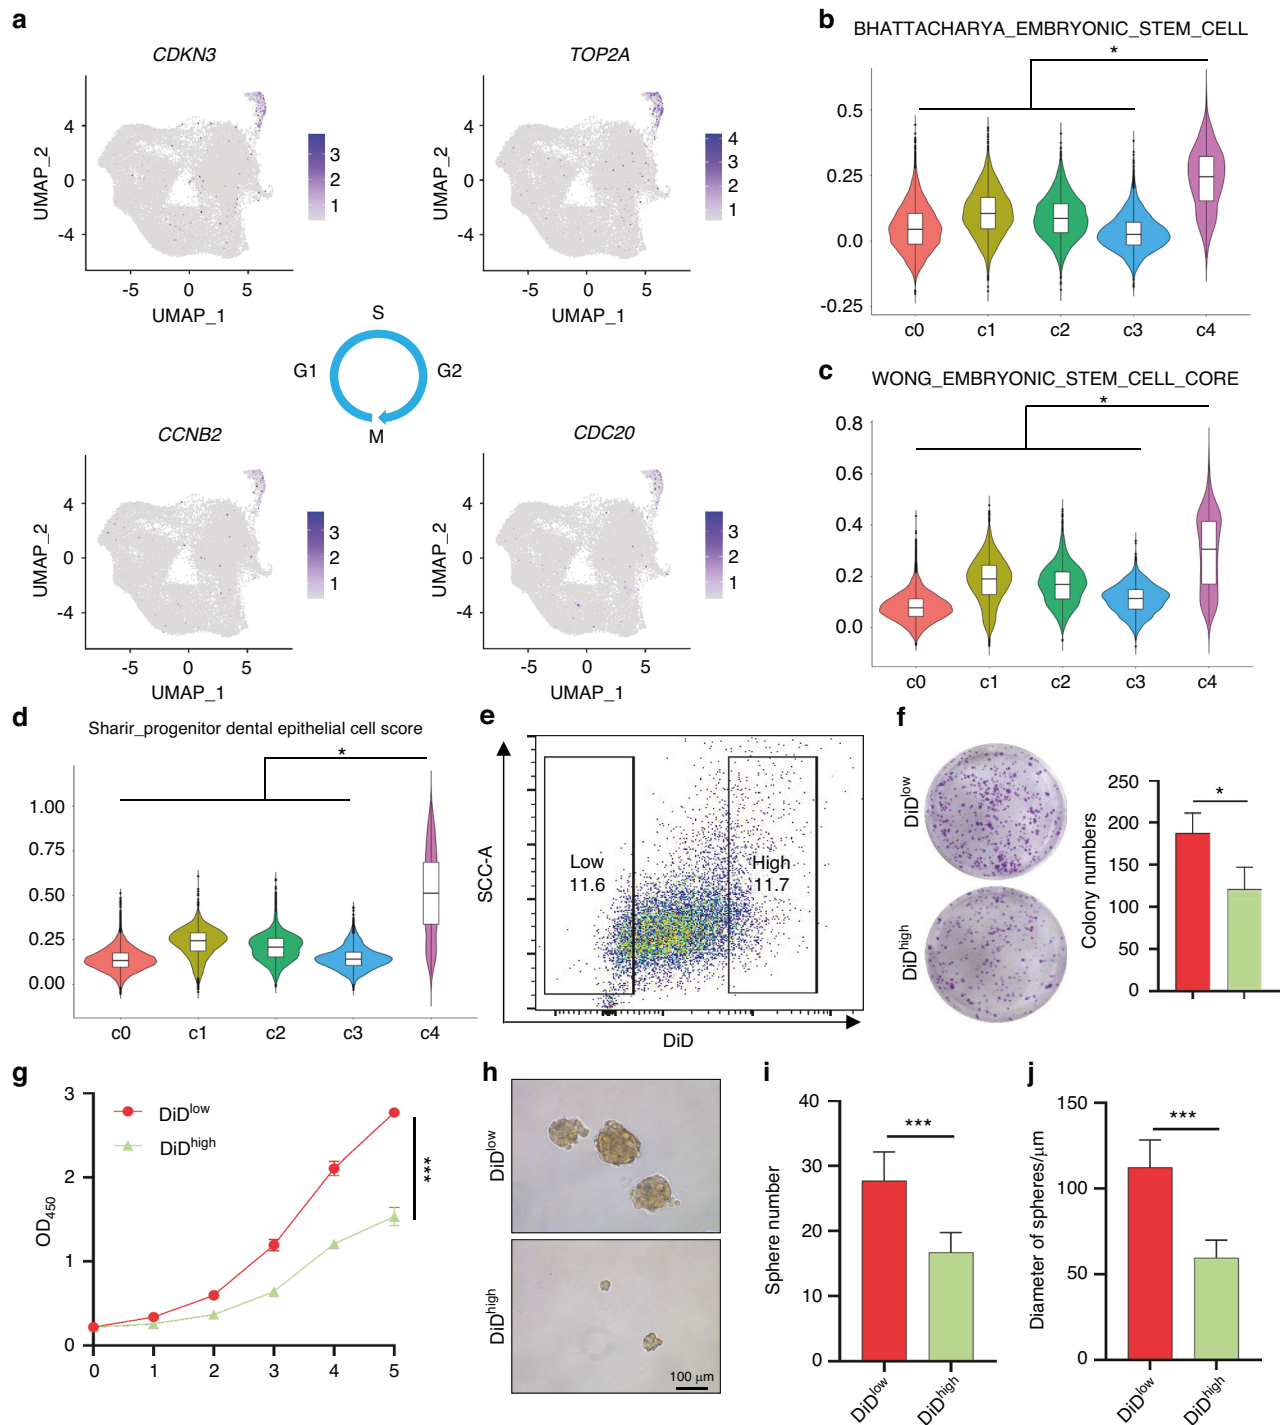 a
CDKN3
UMAP_2
4
0
-4
-5
0
5
UMAP_1
3
2
1
TOP2A
UMAP_2
4
0
-4
-5
0
5
UMAP_1
4
3
2
1
S
G1
G2
M
CCNB2
UMAP_2
4
0
-4
-5
0
5
UMAP_1
3
2
1
CDC20
UMAP_2
4
0
-4
-5
0
5
UMAP_1
3
2
1
b
BHATTACHARYA_EMBRYONIC_STEM_CELL
*
0.5
0.25
0.0
-0.25
c0 c1 c2 c3 c4
c
WONG_EMBRYONIC_STEM_CELL_CORE
*
0.8
0.6
0.4
0.2
0.0
c0 c1 c2 c3 c4
d
Sharir_progenitor dental epithelial cell score
*
1.00
0.75
0.50
0.25
0.00
c0 c1 c2 c3 c4
e
SCC-A
Low
11.6
High
11.7
DiD
f
DiDlow
DiDhigh
Colony numbers
250
200
150
100
50
0
*
g
OD450
3
2
1
0
0 1 2 3 4 5
DiDlow
DiDhigh
***
h
DiDlow
DiDhigh
100 μm
i
Sphere number
40
30
20
10
0
***
DiDlow
DiDhigh
j
Diameter of spheres/μm
150
100
50
0
***
DiDlow
DiDhigh